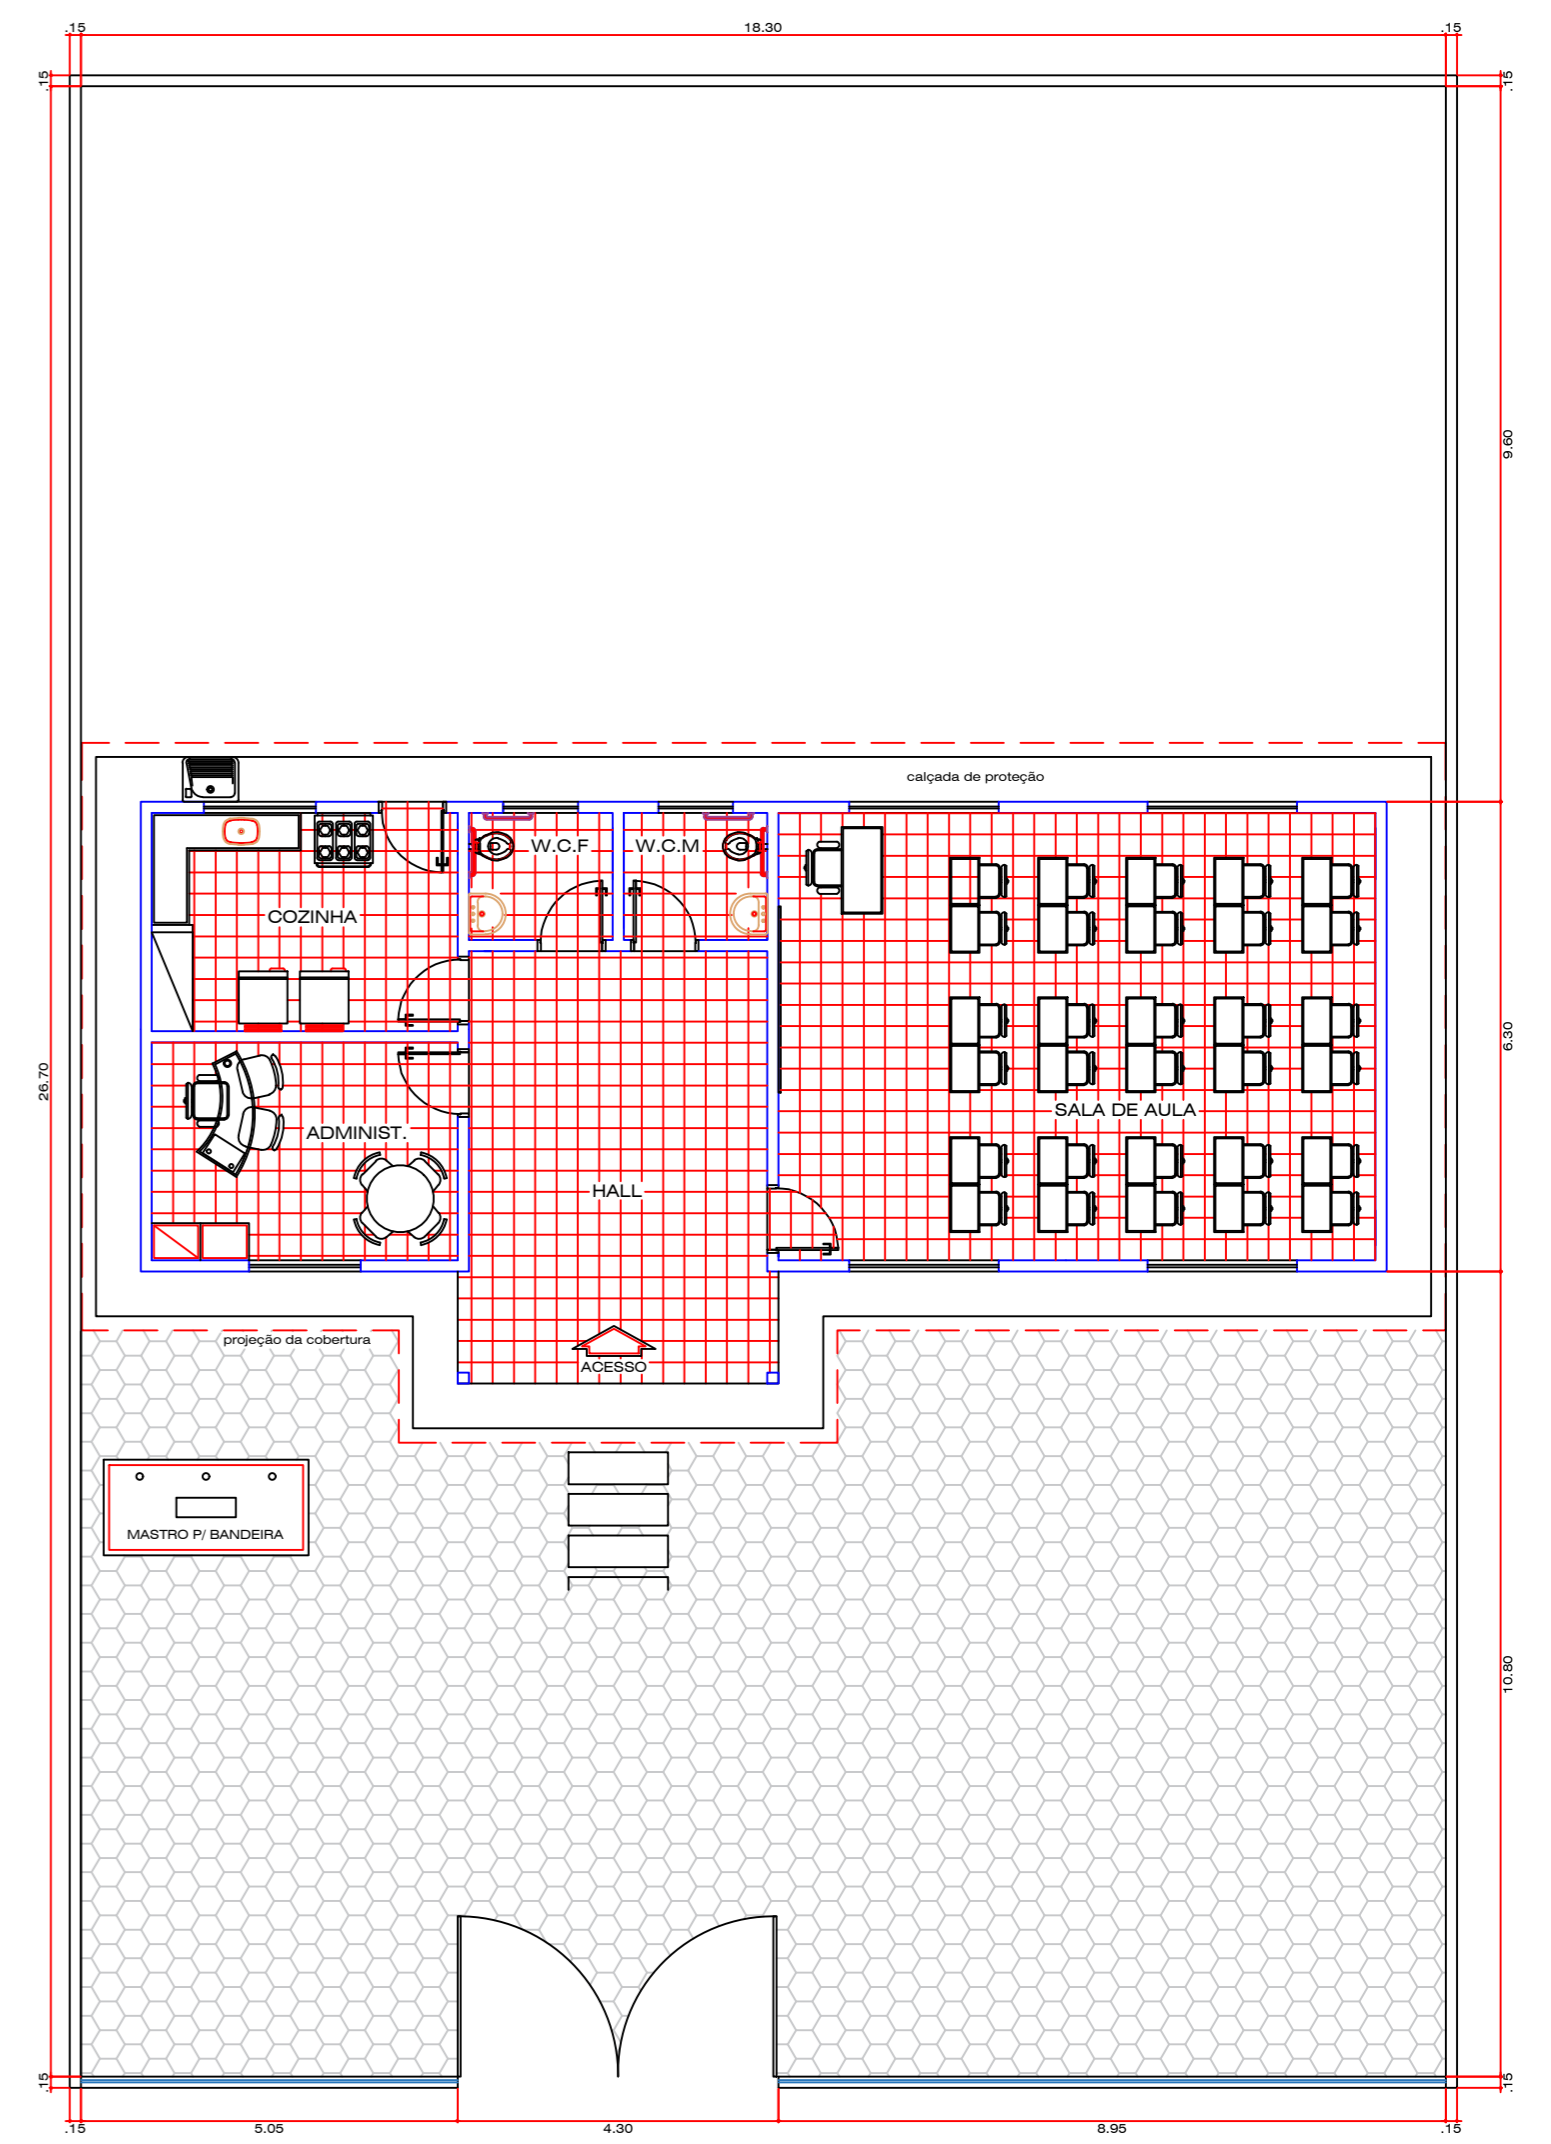 .15
18.30
.15
.15
.15
9.60
calçada de proteção
W.C.F
W.C.M
COZINHA
6.30
26.70
SALA DE AULA
ADMINIST.
HALL
projeção da cobertura
ACESSO
MASTRO P/ BANDEIRA
10.80
.15
.15
.15
5.05
4.30
8.95
.15